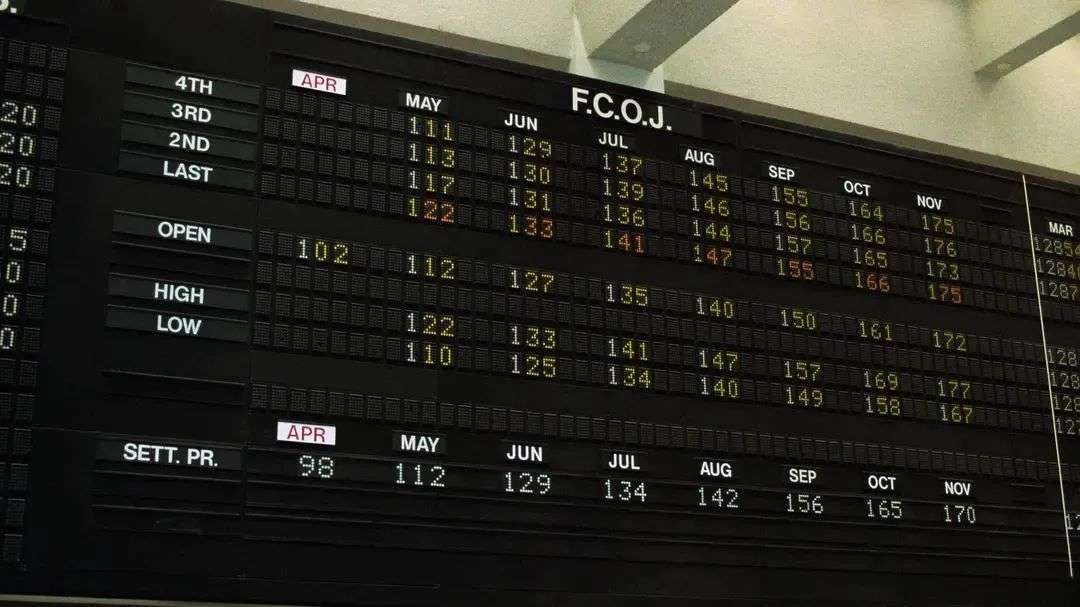 F.C.O.J.
APR MAY JUN JUL AUG SEP OCT NOV MAR
4TH 111 129 137 145 155 164 175
3RD 113 130 139 146 156 166 176
2ND 117 131 136 144 157 165 173
LAST 122 133 141 147 155 166 175
OPEN 102 112 127 135 140 150 161 172
HIGH 122 133 141 147 157 169 177
LOW 110 125 134 140 149 158 167
APR MAY JUN JUL AUG SEP OCT NOV
SETT. PR. 98 112 129 134 142 156 165 170